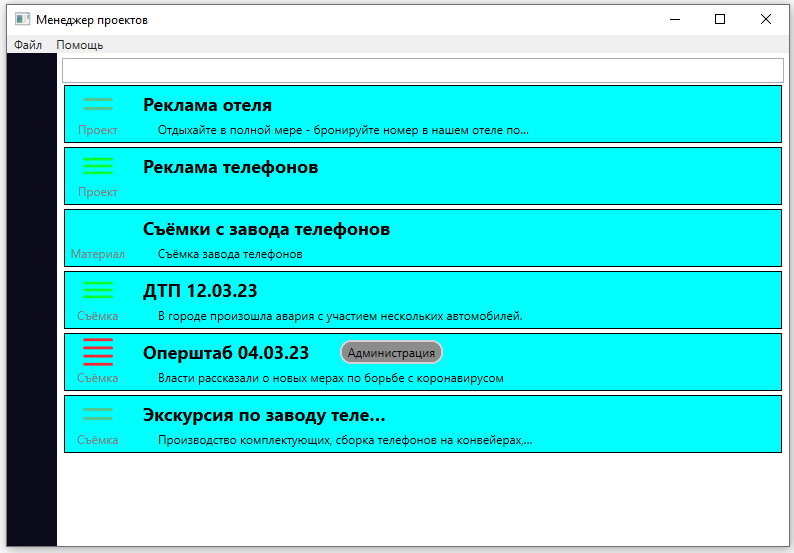 Менеджер проектов
Файл Помощь
Реклама отеля
Проект Отдыхайте в полной мере - бронируйте номер в нашем отеле по...
Реклама телефонов
Проект
Съёмки с завода телефонов
Материал Съёмка завода телефонов
ДТП 12.03.23
Съёмка В городе произошла авария с участием нескольких автомобилей.
Оперштаб 04.03.23 Администрация
Съёмка Власти рассказали о новых мерах по борьбе с коронавирусом
Экскурсия по заводу теле...
Съёмка Производство комплектующих, сборка телефонов на конвейерах,...